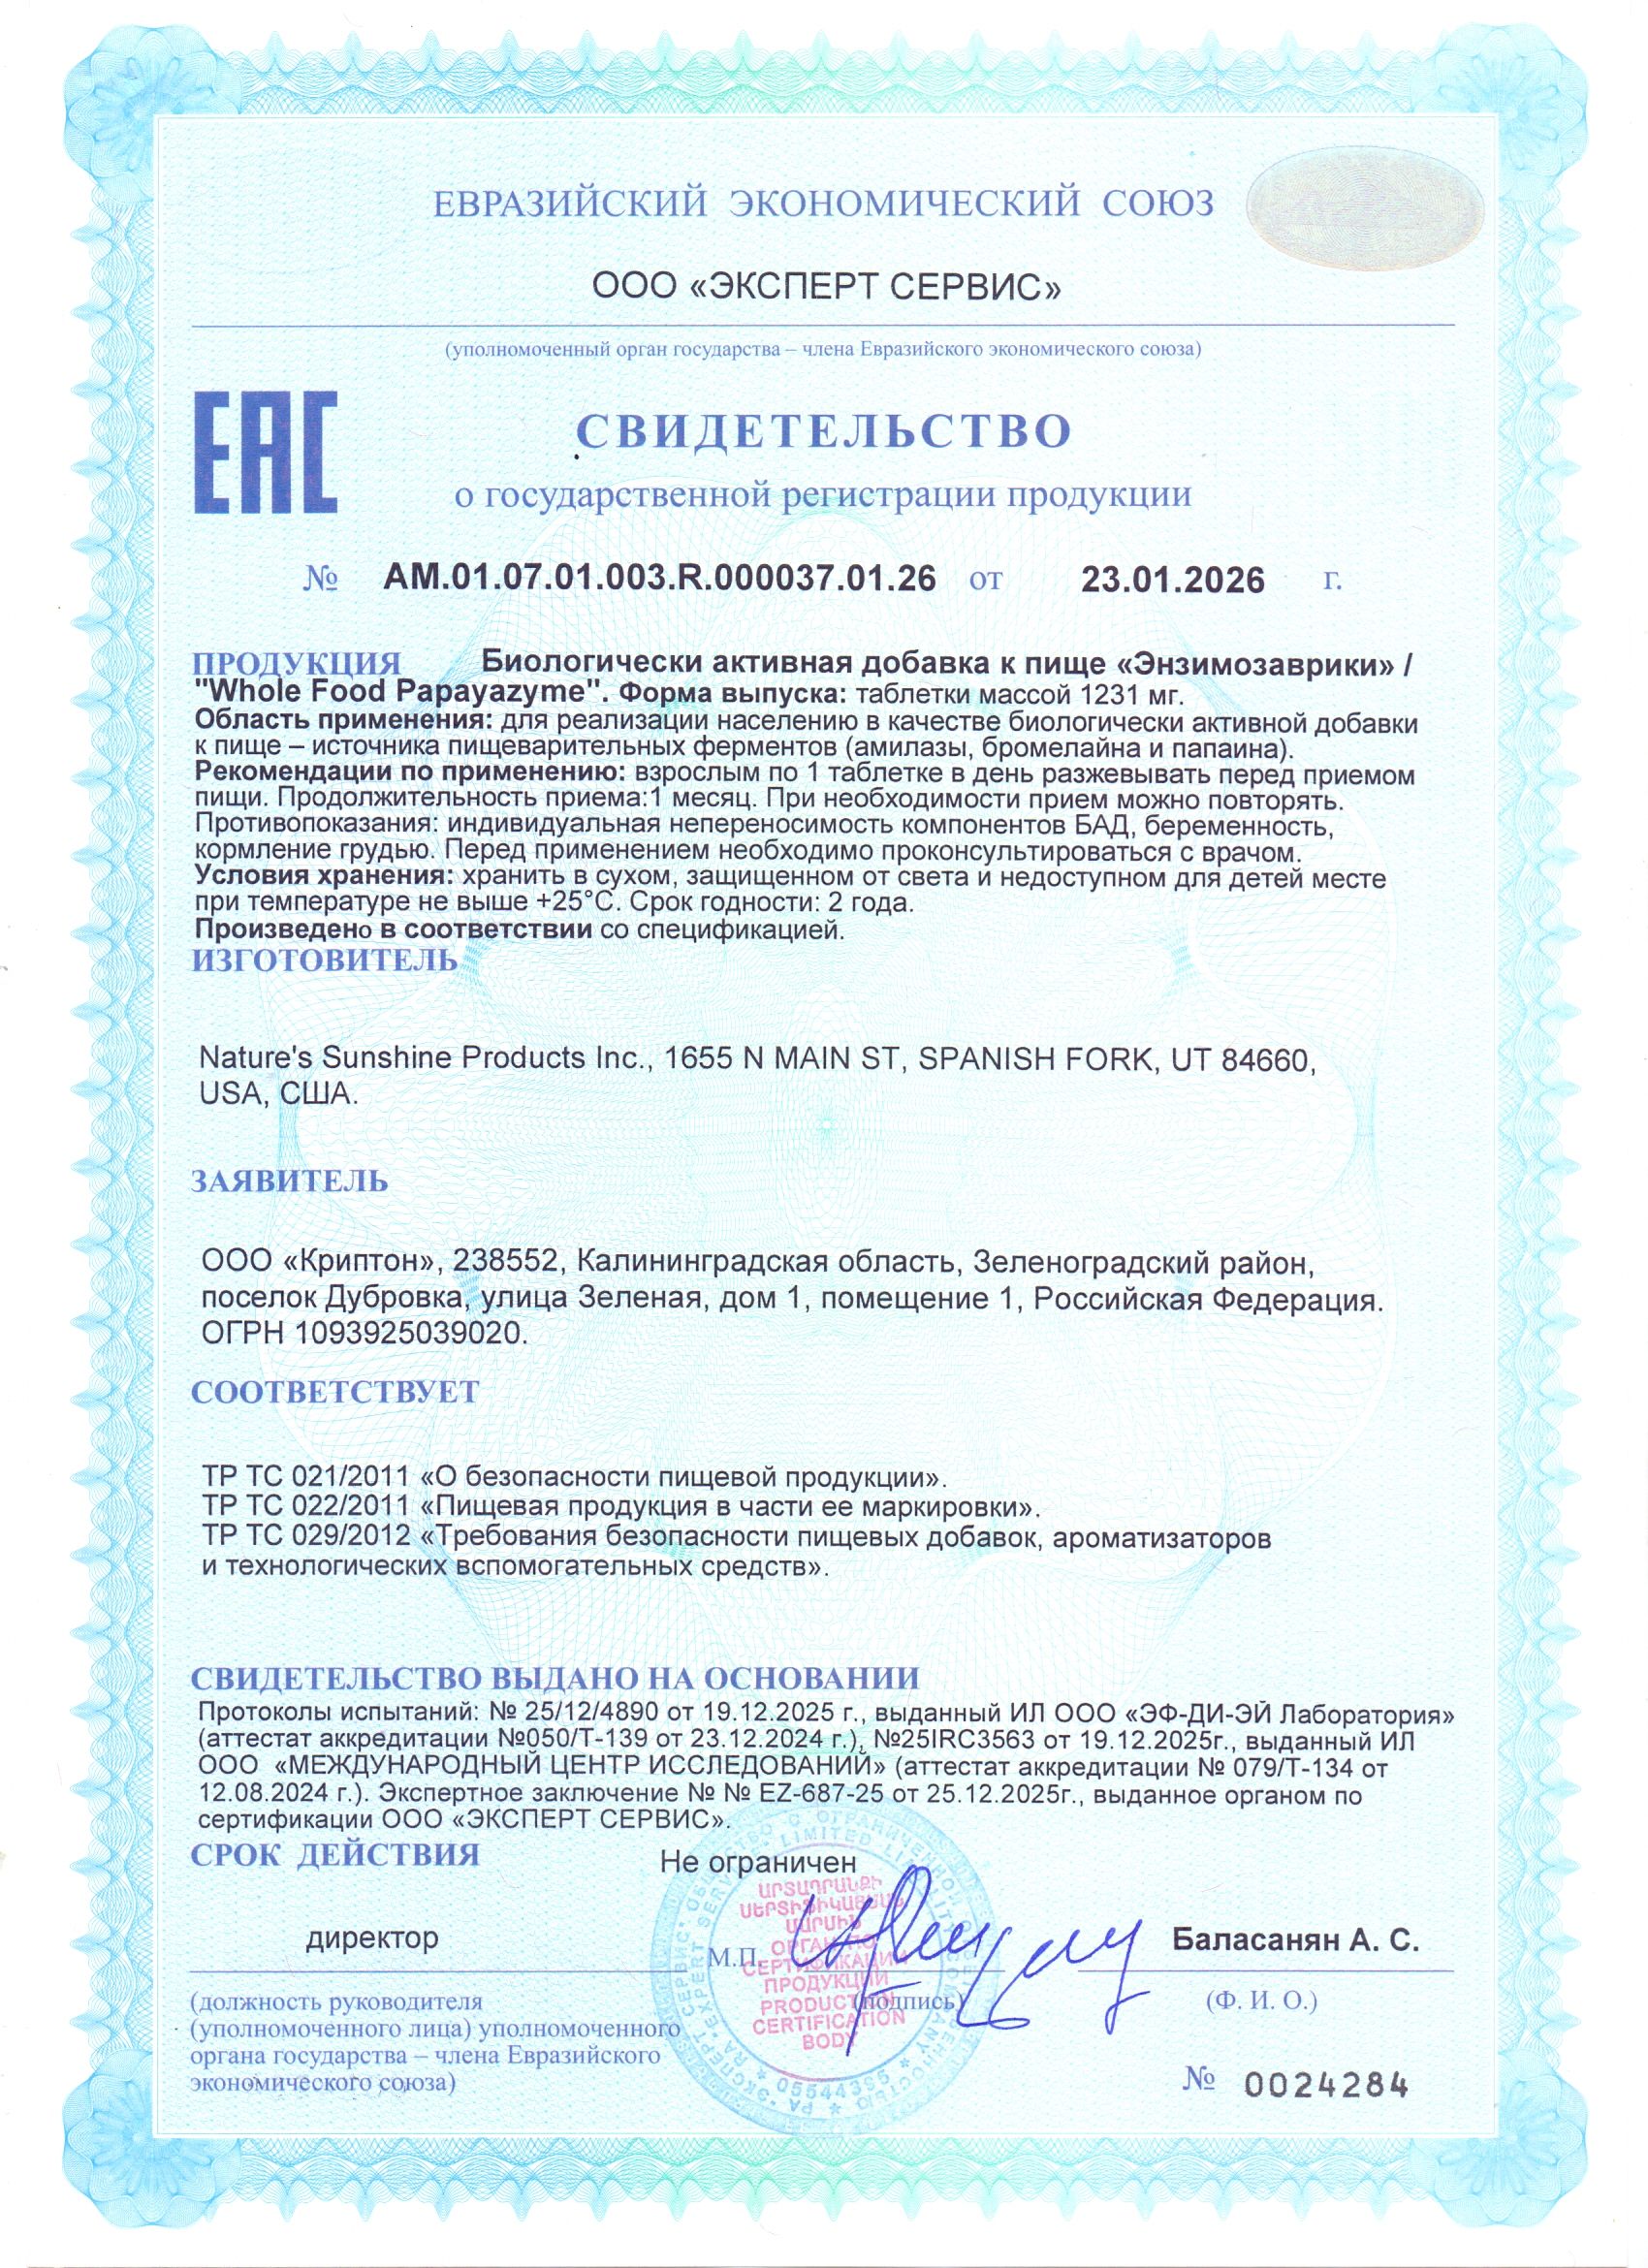 ЕВРАЗИЙСКИЙ ЭКОНОМИЧЕСКИЙ СОЮЗ
ООО «ЭКСПЕРТ СЕРВИС»
(уполномоченный орган государства – члена Евразийского экономического союза)
ЕАС
СВИДЕТЕЛЬСТВО
о государственной регистрации продукции
№ AM.01.07.01.003.R.000037.01.26 от 23.01.2026 г.
ПРОДУКЦИЯ Биологически активная добавка к пище «Энзимозаврики» /
"Whole Food Papayazyme". Форма выпуска: таблетки массой 1231 мг.
Область применения: для реализации населению в качестве биологически активной добавки
к пище – источника пищеварительных ферментов (амилазы, бромелайна и папаина).
Рекомендации по применению: взрослым по 1 таблетке в день разжевывать перед приемом
пищи. Продолжительность приема:1 месяц. При необходимости прием можно повторять.
Противопоказания: индивидуальная непереносимость компонентов БАД, беременность,
кормление грудью. Перед применением необходимо проконсультироваться с врачом.
Условия хранения: хранить в сухом, защищенном от света и недоступном для детей месте
при температуре не выше +25°С. Срок годности: 2 года.
Произведено в соответствии со спецификацией.
ИЗГОТОВИТЕЛЬ
Nature's Sunshine Products Inc., 1655 N MAIN ST, SPANISH FORK, UT 84660,
USA, США.
ЗАЯВИТЕЛЬ
ООО «Криптон», 238552, Калининградская область, Зеленоградский район,
поселок Дубровка, улица Зеленая, дом 1, помещение 1, Российская Федерация.
ОГРН 1093925039020.
СООТВЕТСТВУЕТ
ТР ТС 021/2011 «О безопасности пищевой продукции».
ТР ТС 022/2011 «Пищевая продукция в части ее маркировки».
ТР ТС 029/2012 «Требования безопасности пищевых добавок, ароматизаторов
и технологических вспомогательных средств».
СВИДЕТЕЛЬСТВО ВЫДАНО НА ОСНОВАНИИ
Протоколы испытаний: № 25/12/4890 от 19.12.2025 г., выданный ИЛ ООО «ЭФ-ДИ-ЭЙ Лаборатория»
(аттестат аккредитации №050/Т-139 от 23.12.2024 г.), №25IRC3563 от 19.12.2025г., выданный ИЛ
ООО «МЕЖДУНАРОДНЫЙ ЦЕНТР ИССЛЕДОВАНИЙ» (аттестат аккредитации № 079/Т-134 от
12.08.2024 г.). Экспертное заключение № № EZ-687-25 от 25.12.2025г., выданное органом по
сертификации ООО «ЭКСПЕРТ СЕРВИС».
СРОК ДЕЙСТВИЯ Не ограничен
директор М.П. Баласанян А. С.
(подпись) (Ф. И. О.)
(должность руководителя
(уполномоченного лица) уполномоченного
органа государства – члена Евразийского
экономического союза)
ՍԵՐՏԻՖԻԿԱՑՄԱՆ
ՄԱՐՄԻՆ
ОРГАН ПО
СЕРТИФИКАЦИИ
ПРОДУКЦИИ
PRODUCT
CERTIFICATION
BODY
05544395
№ 0024284